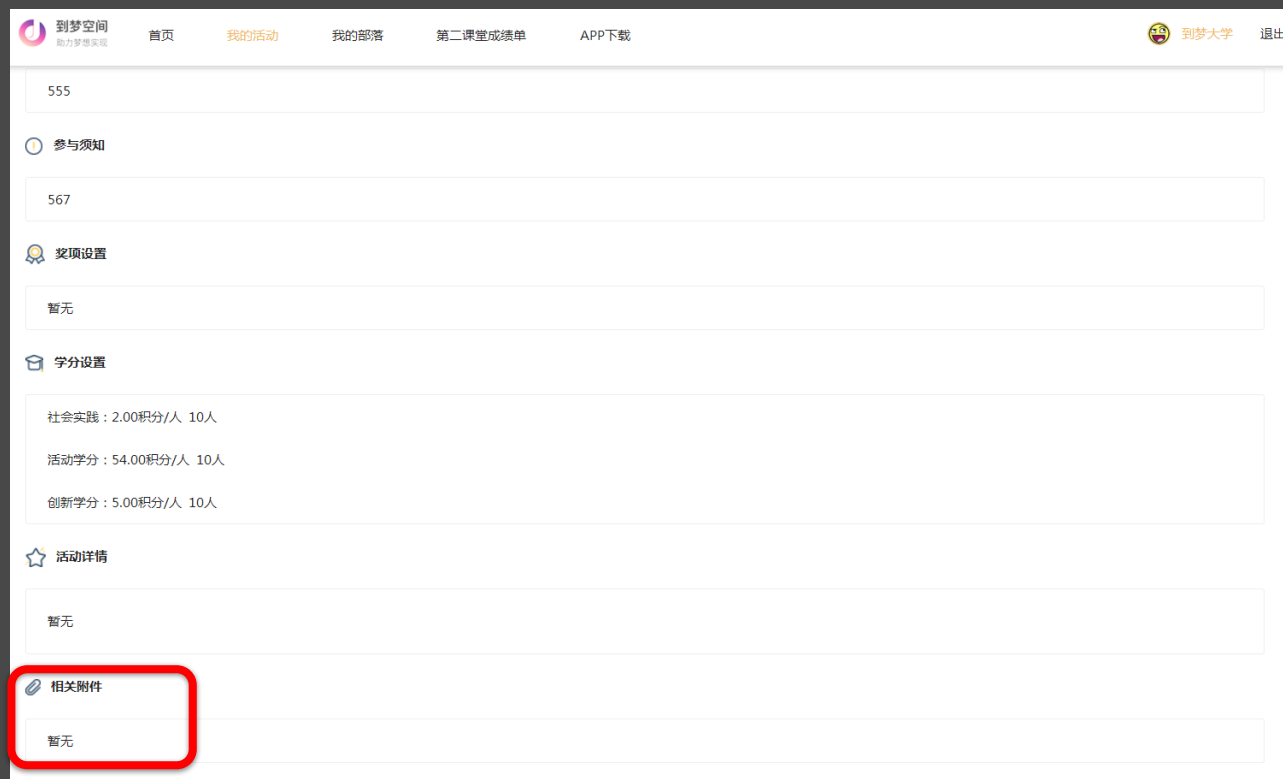 到梦空间
助力梦想实现
首页 我的活动 我的部落 第二课堂成绩单 APP下载 到梦大学 退出
555
参与须知
567
奖项设置
暂无
学分设置
社会实践：2.00积分/人 10人
活动学分：54.00积分/人 10人
创新学分：5.00积分/人 10人
活动详情
暂无
相关附件
暂无